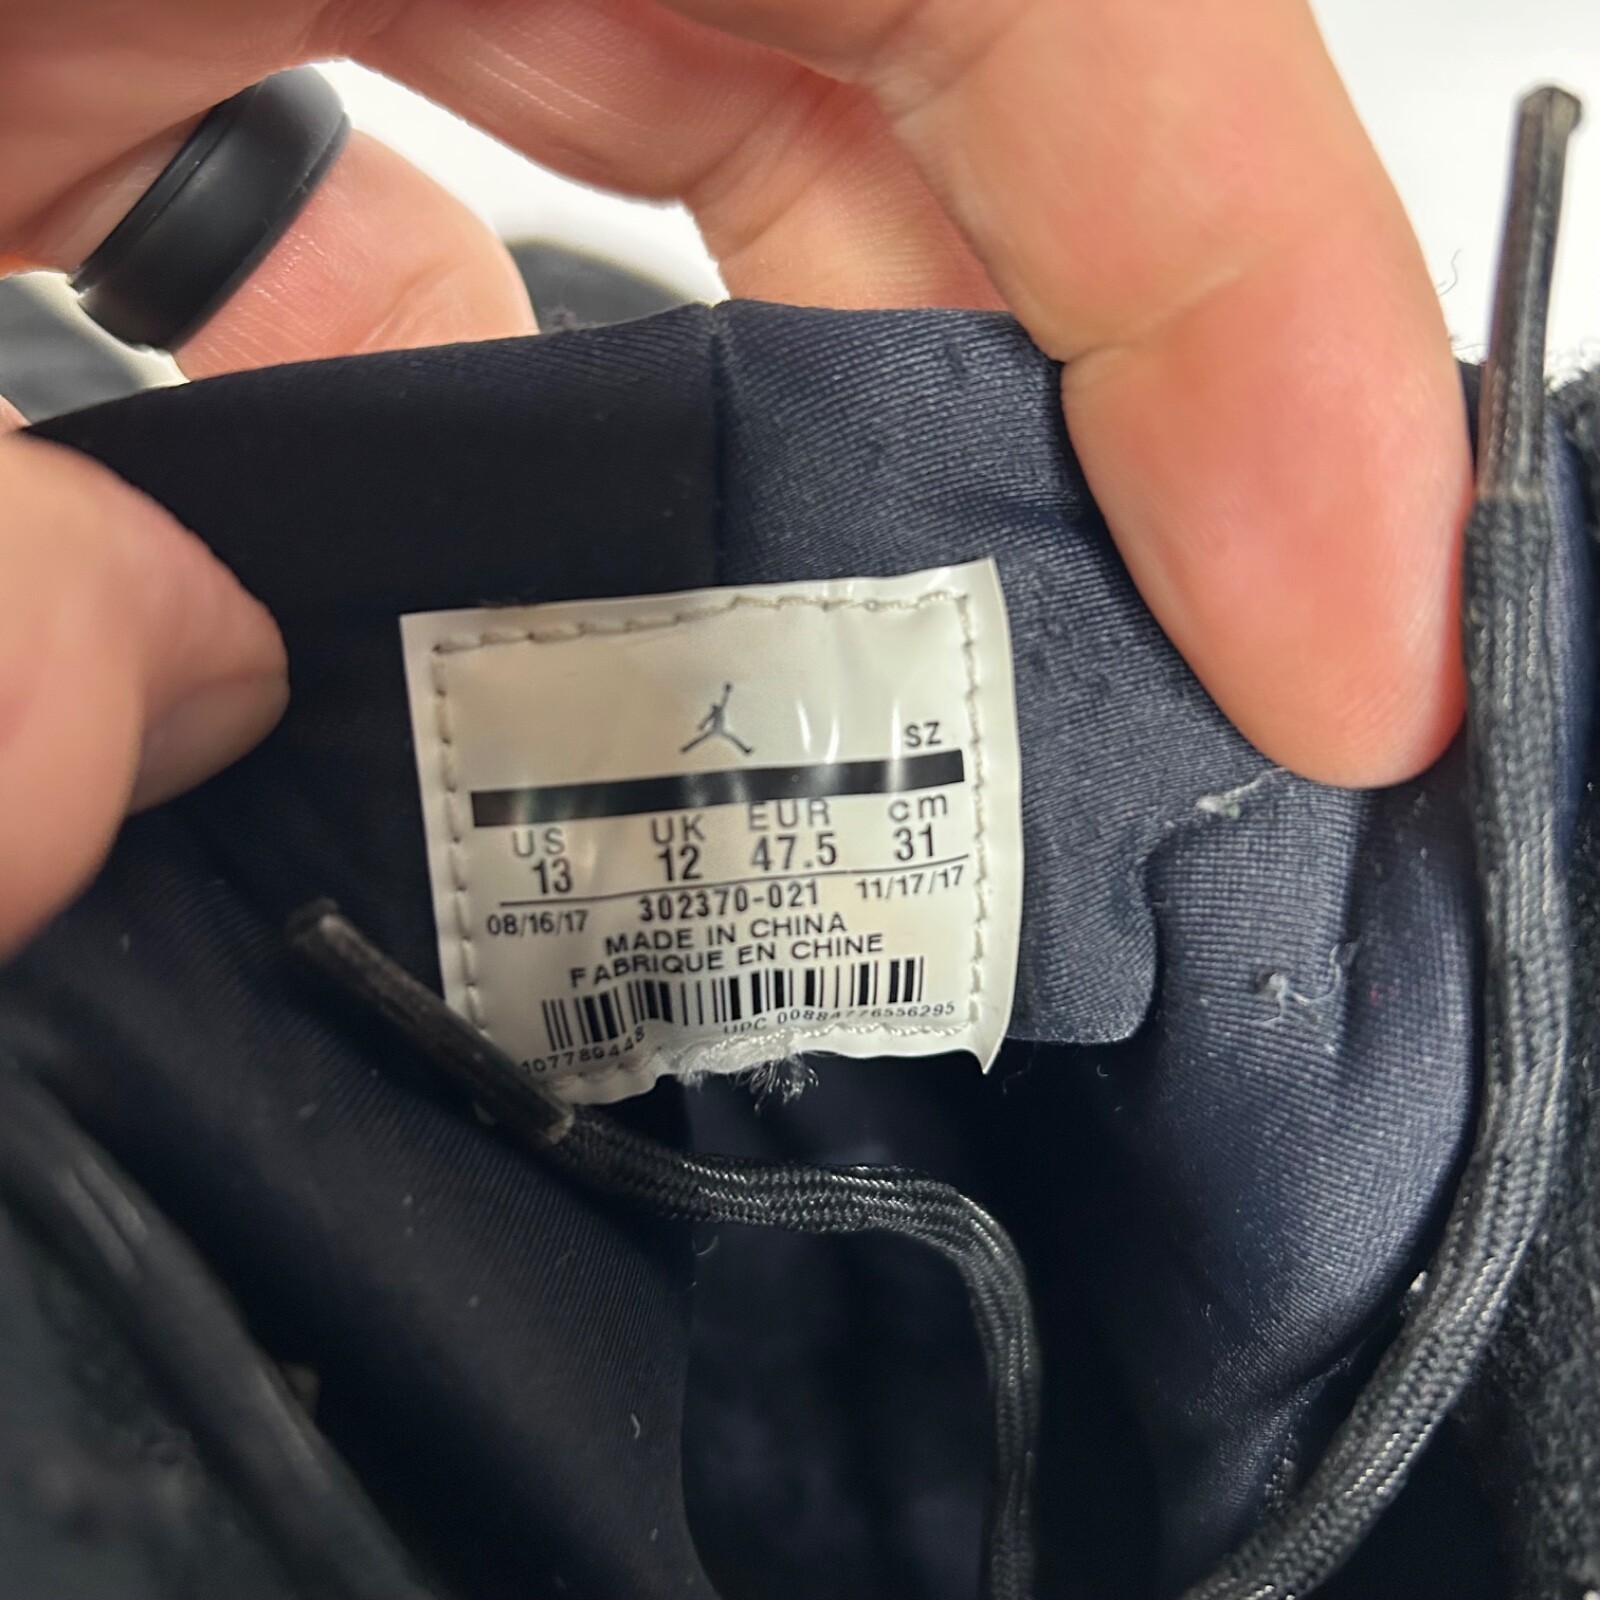 SZ
US UK EUR cm
13 12 47.5 31
08/16/17 302370-021 11/17/17
MADE IN CHINA
FABRIQUE EN CHINE
UPC 00884776556295